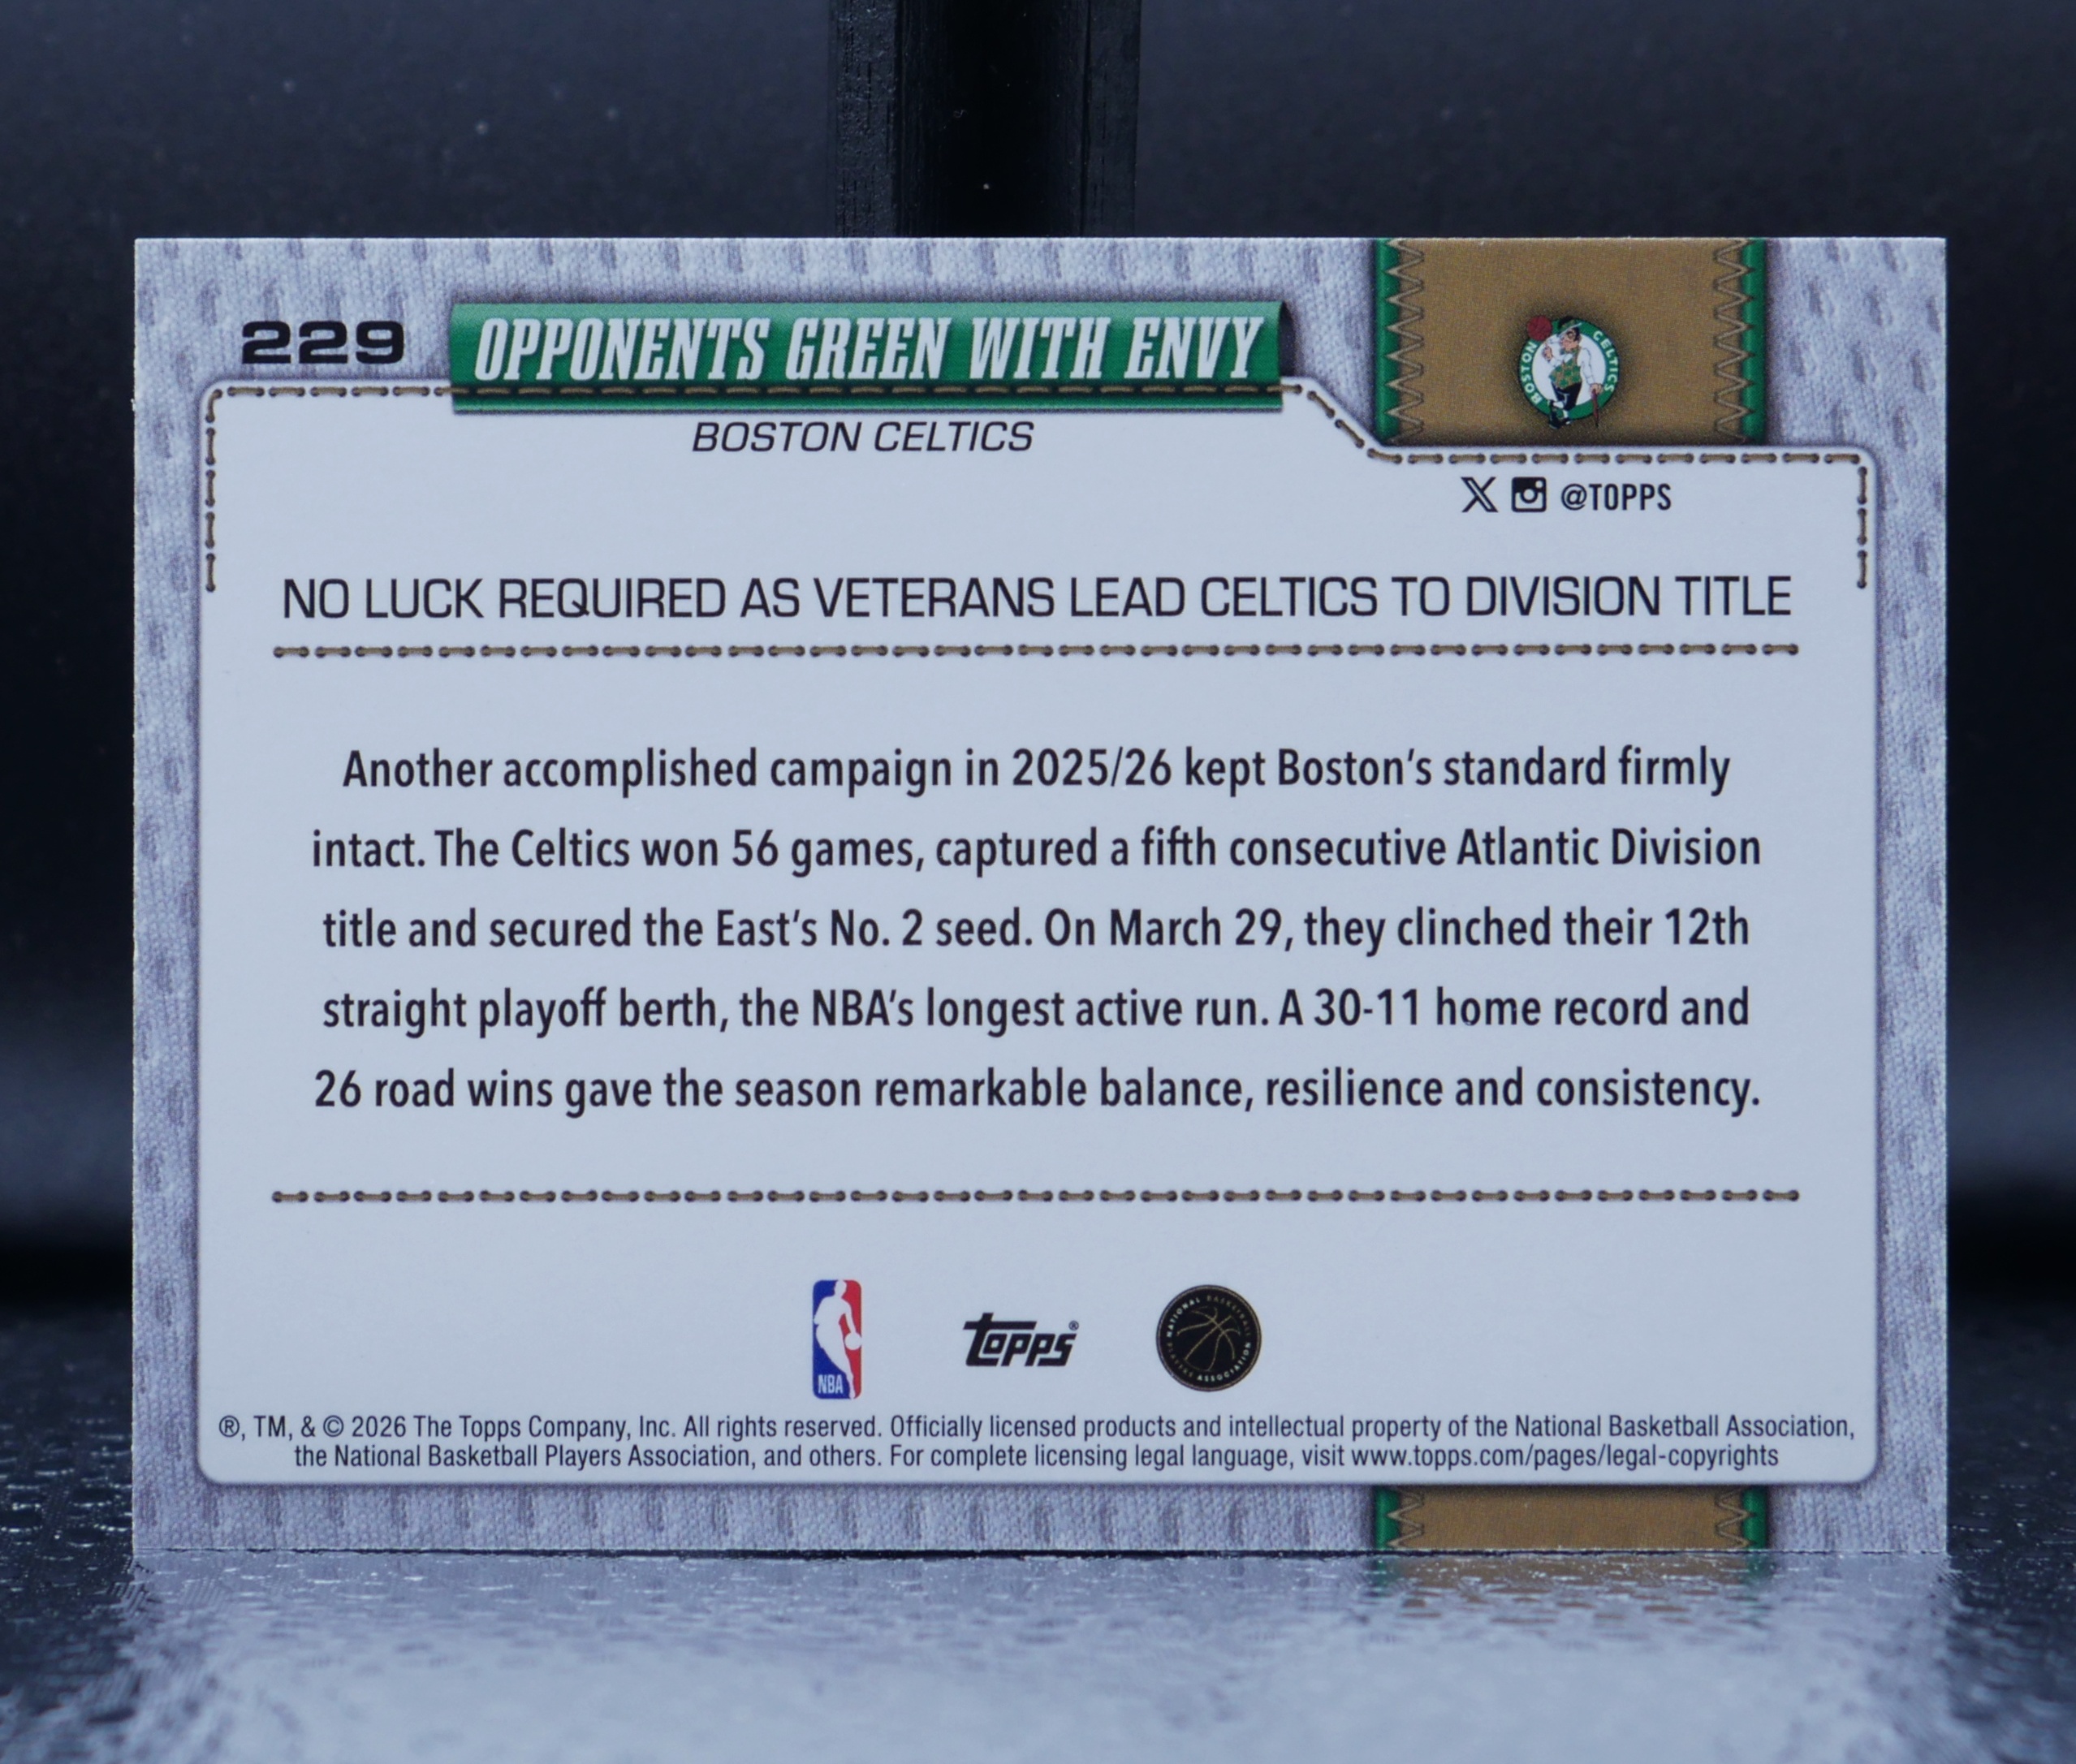 229
OPPONENTS GREEN WITH ENVY
BOSTON CELTICS
BOSTON CELTICS
@TOPPS
NO LUCK REQUIRED AS VETERANS LEAD CELTICS TO DIVISION TITLE
Another accomplished campaign in 2025/26 kept Boston's standard firmly
intact. The Celtics won 56 games, captured a fifth consecutive Atlantic Division
title and secured the East's No. 2 seed. On March 29, they clinched their 12th
straight playoff berth, the NBA's longest active run. A 30-11 home record and
26 road wins gave the season remarkable balance, resilience and consistency.
NBA
TOPPS®
NATIONAL BASKETBALL PLAYERS ASSOCIATION
®, TM, & © 2026 The Topps Company, Inc. All rights reserved. Officially licensed products and intellectual property of the National Basketball Association,
the National Basketball Players Association, and others. For complete licensing legal language, visit www.topps.com/pages/legal-copyrights